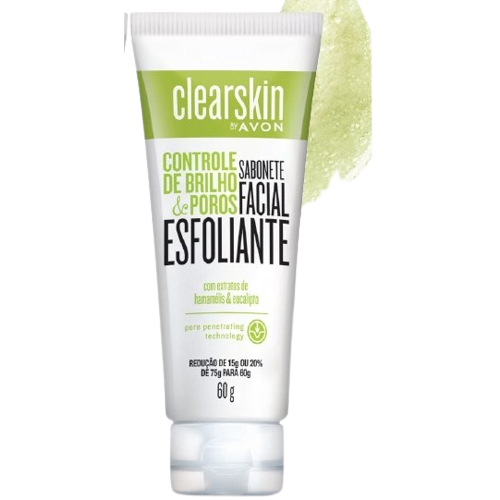 clearskin
BY AVON
CONTROLE
DE BRILHO
& POROS
SABONETE
FACIAL
ESFOLIANTE
com extratos de
hamamélis & eucalipto
pore penetrating
technology
REDUÇÃO DE 15g OU 20%
DE 75g PARA 60g
60 g